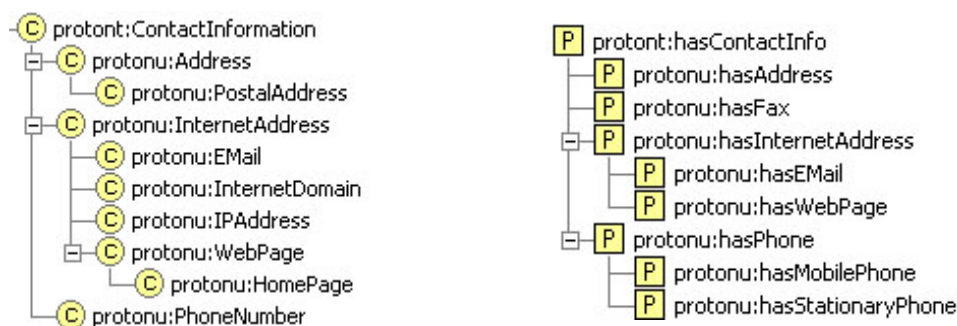 C protont:ContactInformation
C protonu:Address
C protonu:PostalAddress
C protonu:InternetAddress
C protonu:EMail
C protonu:InternetDomain
C protonu:IPAddress
C protonu:WebPage
C protonu:HomePage
C protonu:PhoneNumber
P protont:hasContactInfo
P protonu:hasAddress
P protonu:hasFax
P protonu:hasInternetAddress
P protonu:hasEMail
P protonu:hasWebPage
P protonu:hasPhone
P protonu:hasMobilePhone
P protonu:hasStationaryPhone